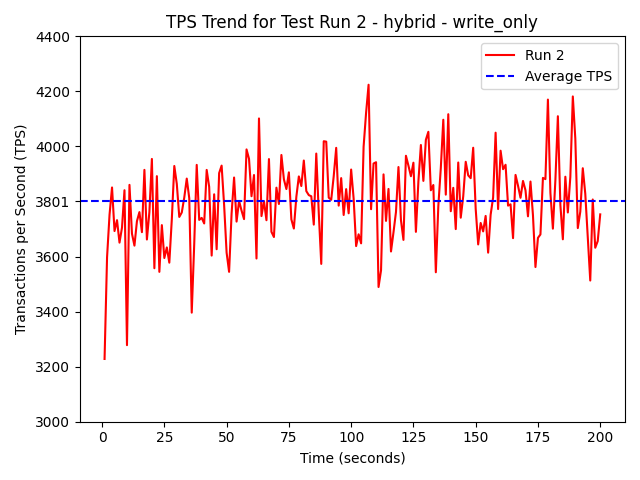 TPS Trend for Test Run 2 - hybrid - write_only
Run 2
Average TPS
Transactions per Second (TPS)
4400
4200
4000
3801
3600
3400
3200
3000
0 25 50 75 100 125 150 175 200
Time (seconds)